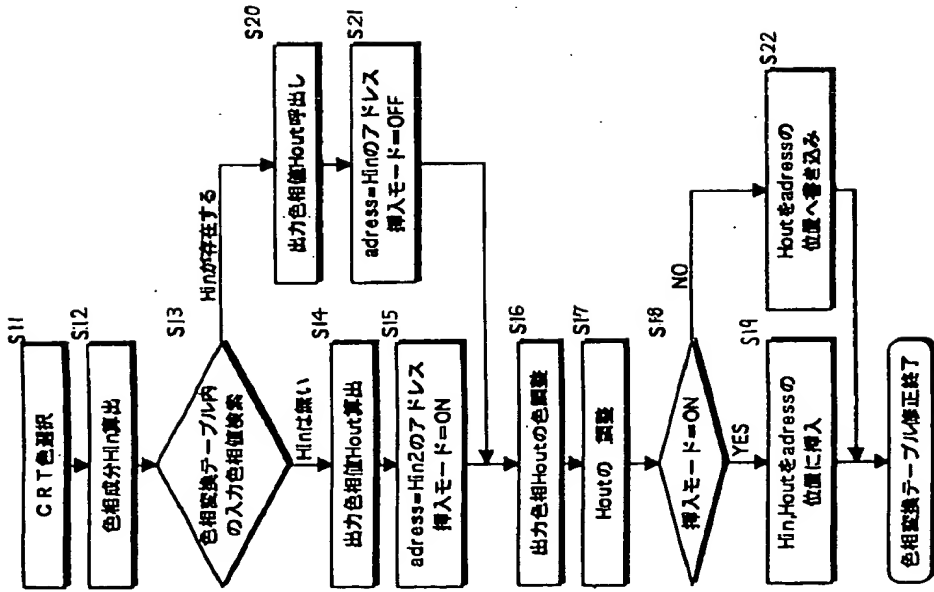 S11
CRT色選択
S12
色相成分Hin算出
S13
色相変換テーブル内
の入力色相値検索
Hinが存在する
Hinは無い
S20
出力色相値Hout呼出し
S21
adress=Hinのアドレス
挿入モード=OFF
S14
出力色相値Hout算出
S15
adress=Hin2のアドレス
挿入モード=ON
S16
出力色相Houtの色調整
S17
Houtの 調整
S18
挿入モード=ON
NO
YES
S19
Hin,Houtをadressの
位置に挿入
S22
Houtをadressの
位置へ書き込み
色相変換テーブル修正終了